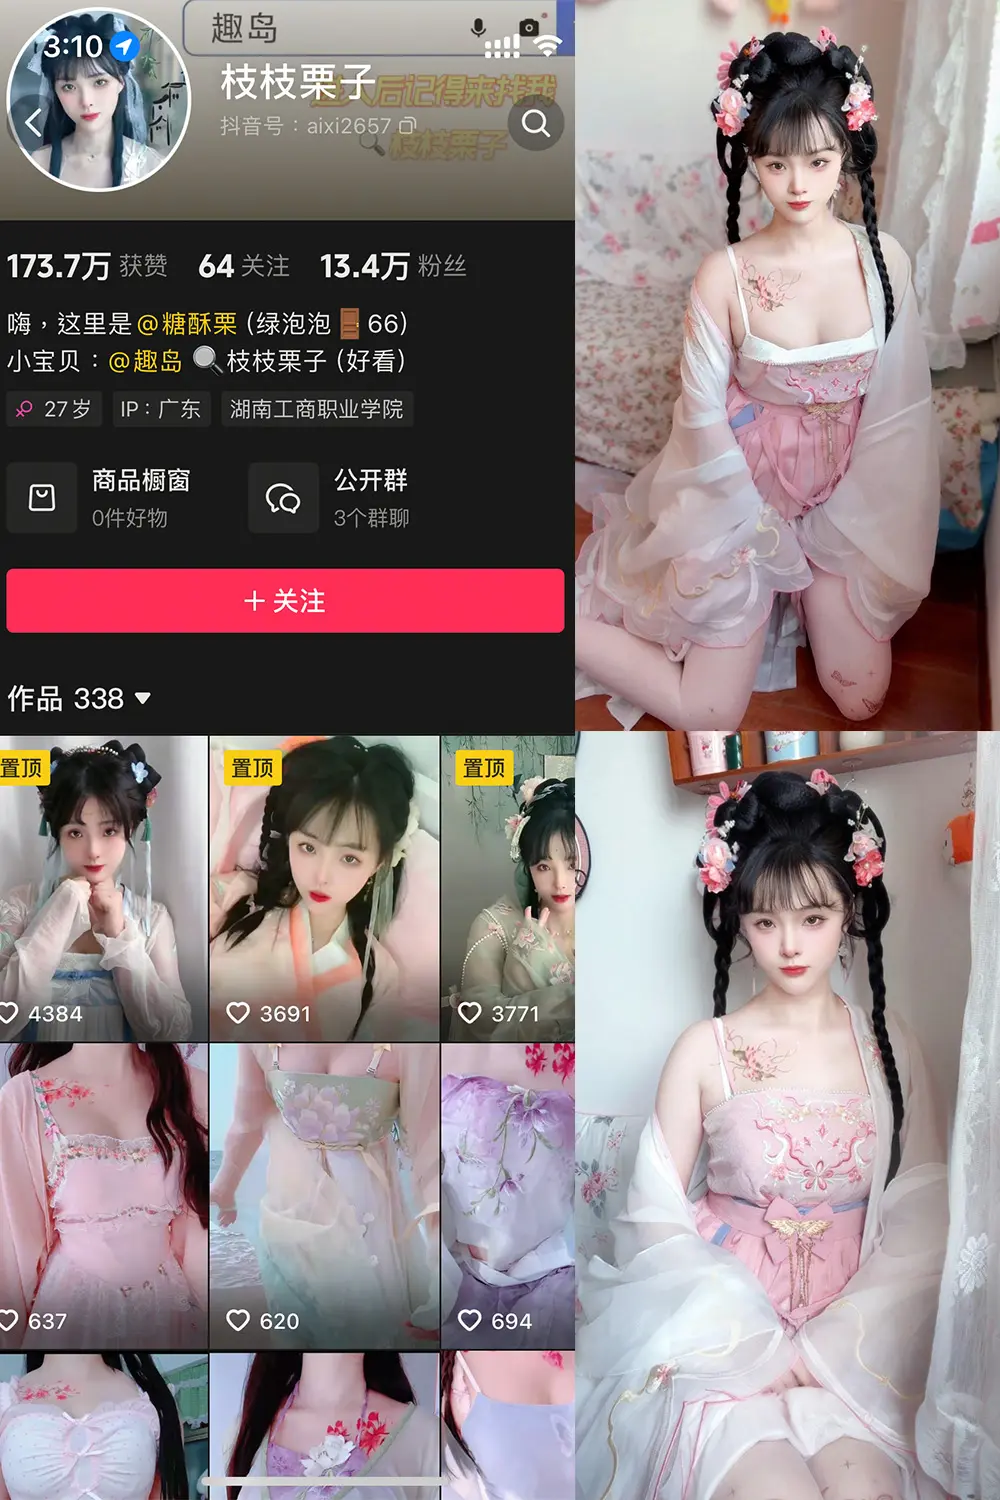 3:10
趣岛
枝枝栗子
后记得来找我
抖音号：aixi2657
枝枝栗子
173.7万 获赞 64 关注 13.4万 粉丝
嗨，这里是@糖酥栗 (绿泡泡🚪66)
小宝贝：@趣岛 🔍枝枝栗子 (好看)
27岁 IP：广东 湖南工商职业学院
商品橱窗 公开群
0件好物 3个群聊
+ 关注
作品 338
置顶 置顶 置顶
4384 3691 3771
637 620 694